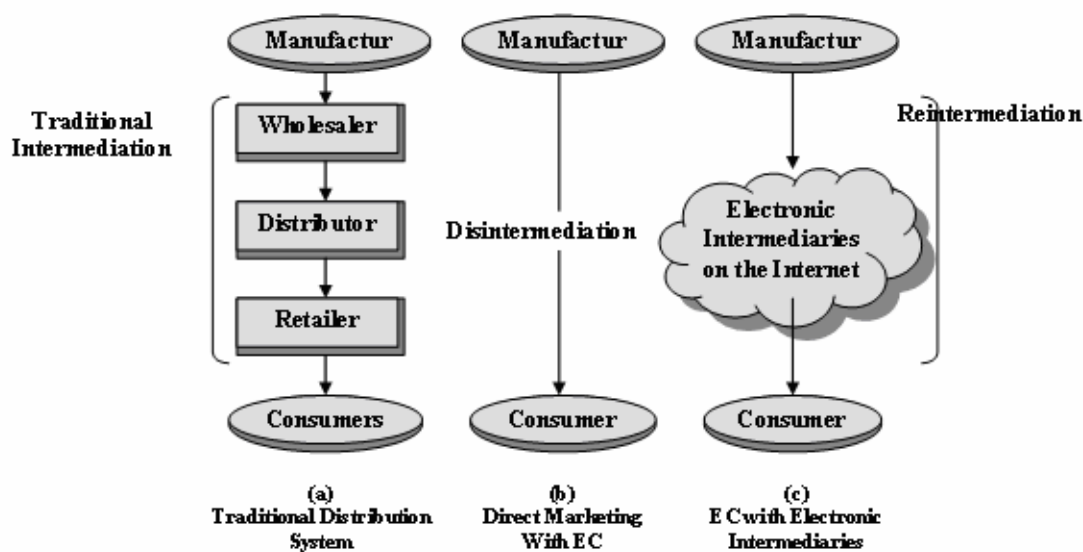 Manufactur
Manufactur
Manufactur
Traditional
Intermediation
Wholesaler
Distributor
Retailer
Consumers
Disintermediation
Consumer
Reintermediation
Electronic
Intermediaries
on the Internet
Consumer
(a)
Traditional Distribution
System
(b)
Direct Marketing
With EC
(c)
EC with Electronic
Intermediaries